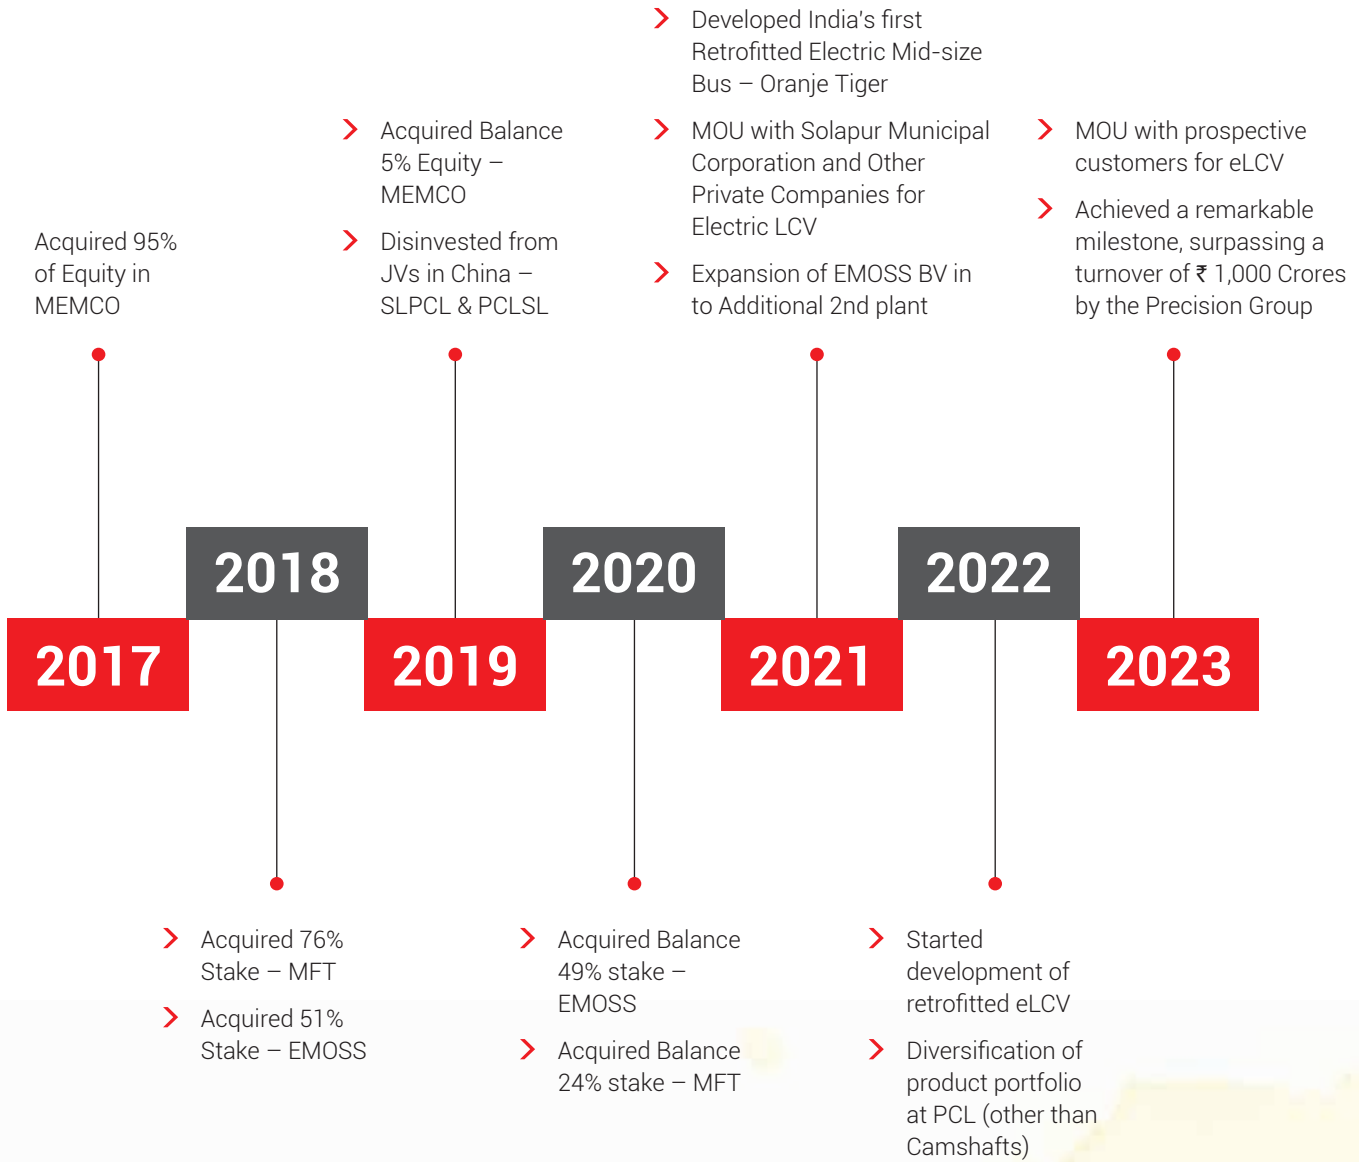 Acquired 95%
of Equity in
MEMCO
Acquired Balance
5% Equity –
MEMCO
Disinvested from
JVs in China –
SLPCL & PCLSL
Developed India's first
Retrofitted Electric Mid-size
Bus – Oranje Tiger
MOU with Solapur Municipal
Corporation and Other
Private Companies for
Electric LCV
Expansion of EMOSS BV in
to Additional 2nd plant
MOU with prospective
customers for eLCV
Achieved a remarkable
milestone, surpassing a
turnover of ₹ 1,000 Crores
by the Precision Group
2017
2018
2019
2020
2021
2022
2023
Acquired 76%
Stake – MFT
Acquired 51%
Stake – EMOSS
Acquired Balance
49% stake –
EMOSS
Acquired Balance
24% stake – MFT
Started
development of
retrofitted eLCV
Diversification of
product portfolio
at PCL (other than
Camshafts)